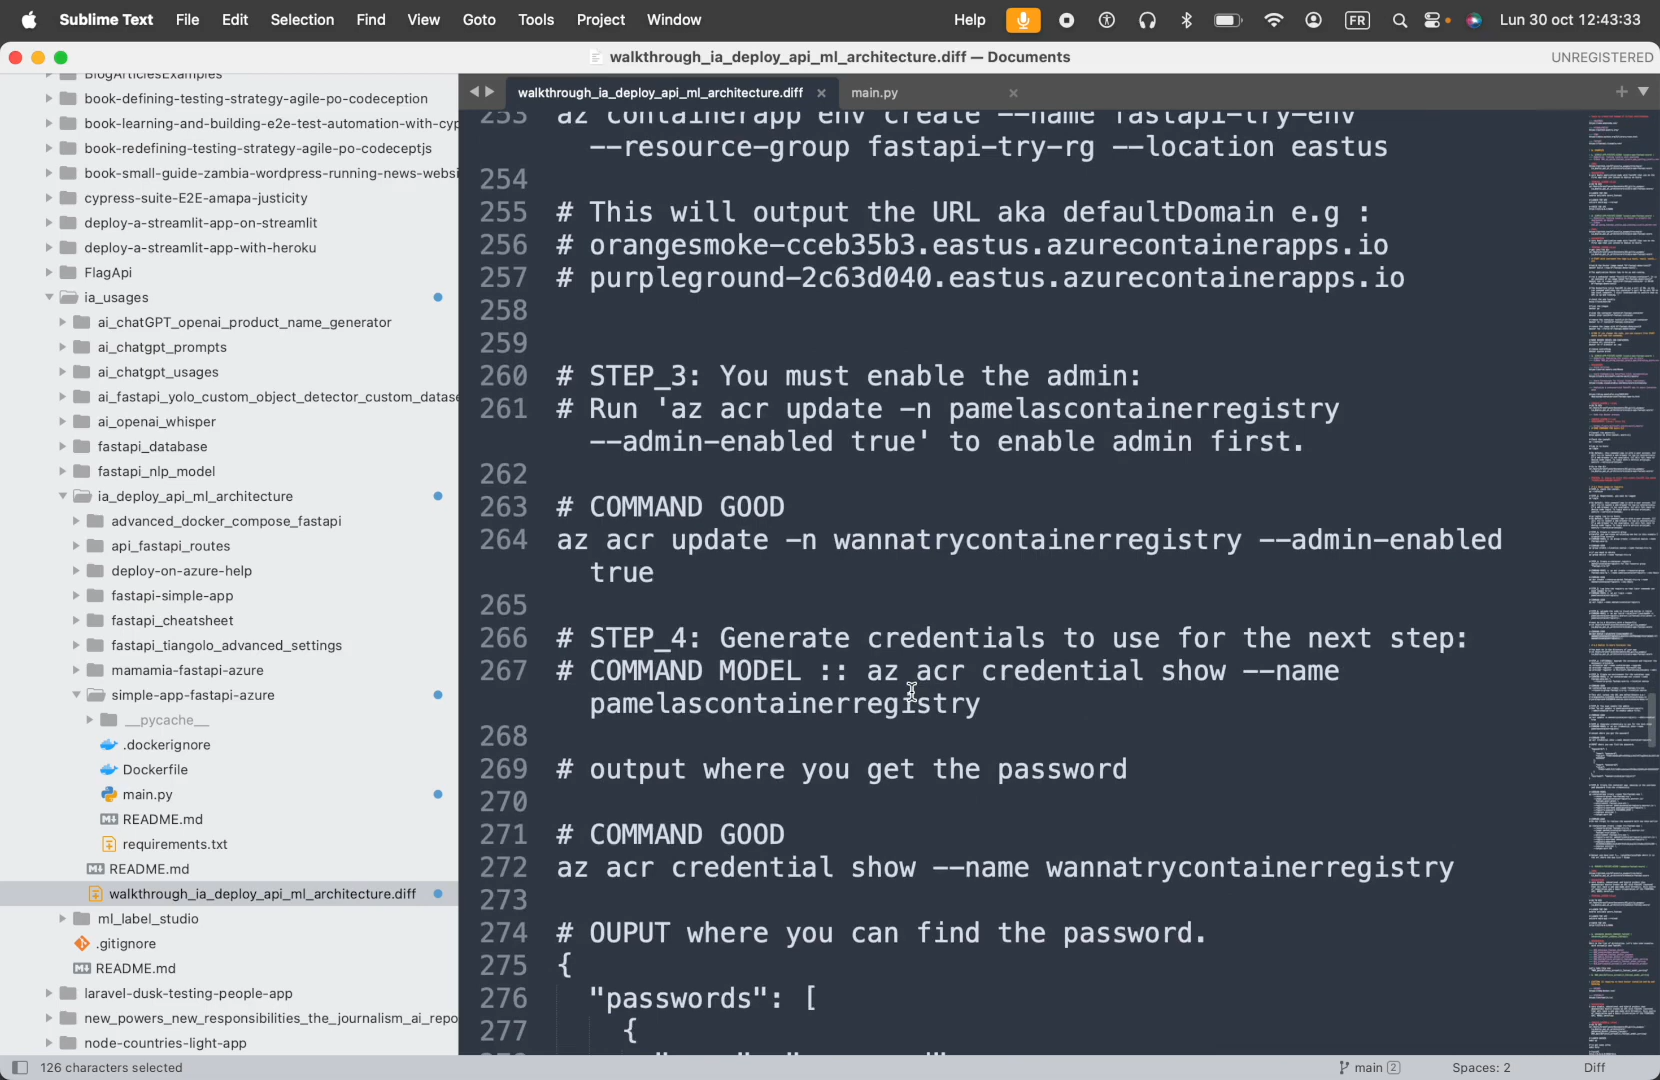 Sublime Text File Edit Selection Find View Goto Tools Project Window Help FR Lun 30 oct 12:43:33
walkthrough_ia_deploy_api_ml_architecture.diff — Documents UNREGISTERED
BlogArticlesExamples
book-defining-testing-strategy-agile-po-codeception
book-learning-and-building-e2e-test-automation-with-cyp
book-redefining-testing-strategy-agile-po-codeceptjs
book-small-guide-zambia-wordpress-running-news-websi
cypress-suite-E2E-amapa-justicity
deploy-a-streamlit-app-on-streamlit
deploy-a-streamlit-app-with-heroku
FlagApi
ia_usages
ai_chatGPT_openai_product_name_generator
ai_chatgpt_prompts
ai_chatgpt_usages
ai_fastapi_yolo_custom_object_detector_custom_datase
ai_openai_whisper
fastapi_database
fastapi_nlp_model
ia_deploy_api_ml_architecture
advanced_docker_compose_fastapi
api_fastapi_routes
deploy-on-azure-help
fastapi-simple-app
fastapi_cheatsheet
fastapi_tiangolo_advanced_settings
mamamia-fastapi-azure
simple-app-fastapi-azure
__pycache__
.dockerignore
Dockerfile
main.py
README.md
requirements.txt
README.md
walkthrough_ia_deploy_api_ml_architecture.diff
ml_label_studio
.gitignore
README.md
laravel-dusk-testing-people-app
new_powers_new_responsibilities_the_journalism_ai_repo
node-countries-light-app
walkthrough_ia_deploy_api_ml_architecture.diff main.py
253 az containerapp env create --name fastapi-try-env
--resource-group fastapi-try-rg --location eastus
254
255 # This will output the URL aka defaultDomain e.g :
256 # orangesmoke-cceb35b3.eastus.azurecontainerapps.io
257 # purpleground-2c63d040.eastus.azurecontainerapps.io
258
259
260 # STEP_3: You must enable the admin:
261 # Run 'az acr update -n pamelascontainerregistry
--admin-enabled true' to enable admin first.
262
263 # COMMAND GOOD
264 az acr update -n wannatrycontainerregistry --admin-enabled
true
265
266 # STEP_4: Generate credentials to use for the next step:
267 # COMMAND MODEL :: az acr credential show --name
pamelascontainerregistry
268
269 # output where you get the password
270
271 # COMMAND GOOD
272 az acr credential show --name wannatrycontainerregistry
273
274 # OUPUT where you can find the password.
275 {
276 "passwords": [
277 {
126 characters selected main 2 Spaces: 2 Diff